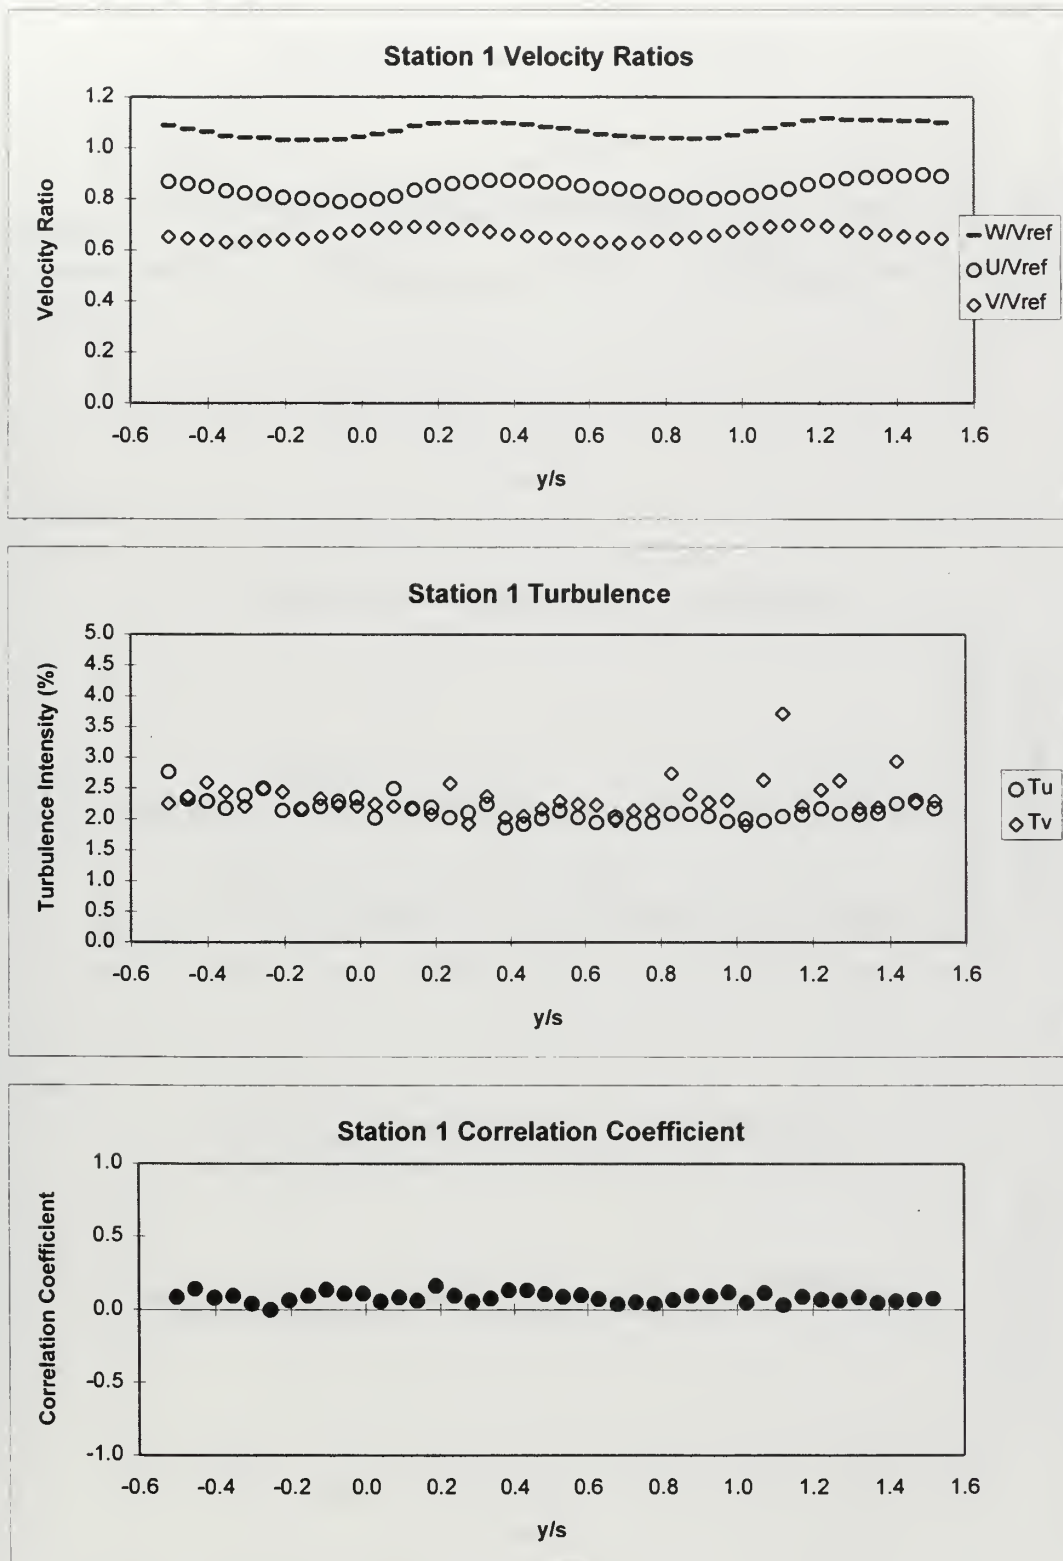 Station 1 Velocity Ratios
1.2
1.0
0.8
0.6
0.4
0.2
0.0
Velocity Ratio
-0.6 -0.4 -0.2 0.0 0.2 0.4 0.6 0.8 1.0 1.2 1.4 1.6
y/s
W/Vref
U/Vref
V/Vref
Station 1 Turbulence
5.0
4.5
4.0
3.5
3.0
2.5
2.0
1.5
1.0
0.5
0.0
Turbulence Intensity (%)
-0.6 -0.4 -0.2 0.0 0.2 0.4 0.6 0.8 1.0 1.2 1.4 1.6
y/s
Tu
Tv
Station 1 Correlation Coefficient
1.0
0.5
0.0
-0.5
-1.0
Correlation Coefficient
-0.6 -0.4 -0.2 0.0 0.2 0.4 0.6 0.8 1.0 1.2 1.4 1.6
y/s